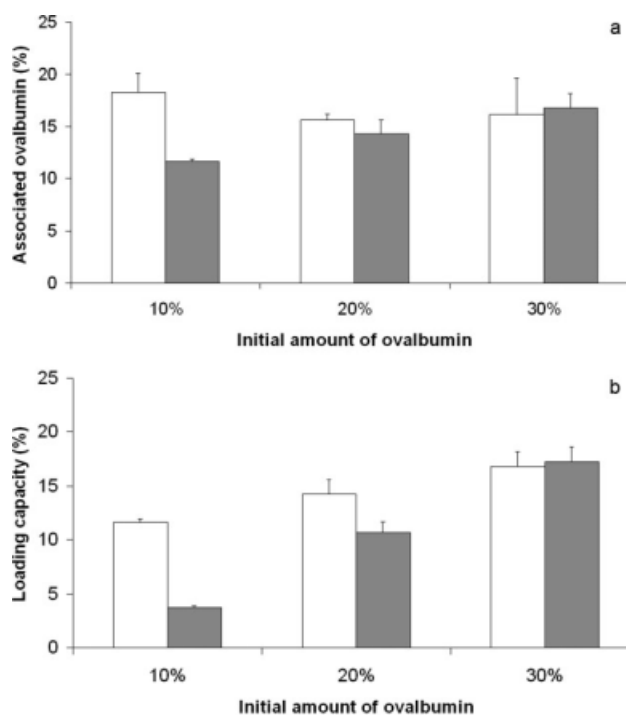 a
Associated ovalbumin (%)
25
20
15
10
5
0
10% 20% 30%
Initial amount of ovalbumin
b
Loading capacity (%)
25
20
15
10
5
0
10% 20% 30%
Initial amount of ovalbumin